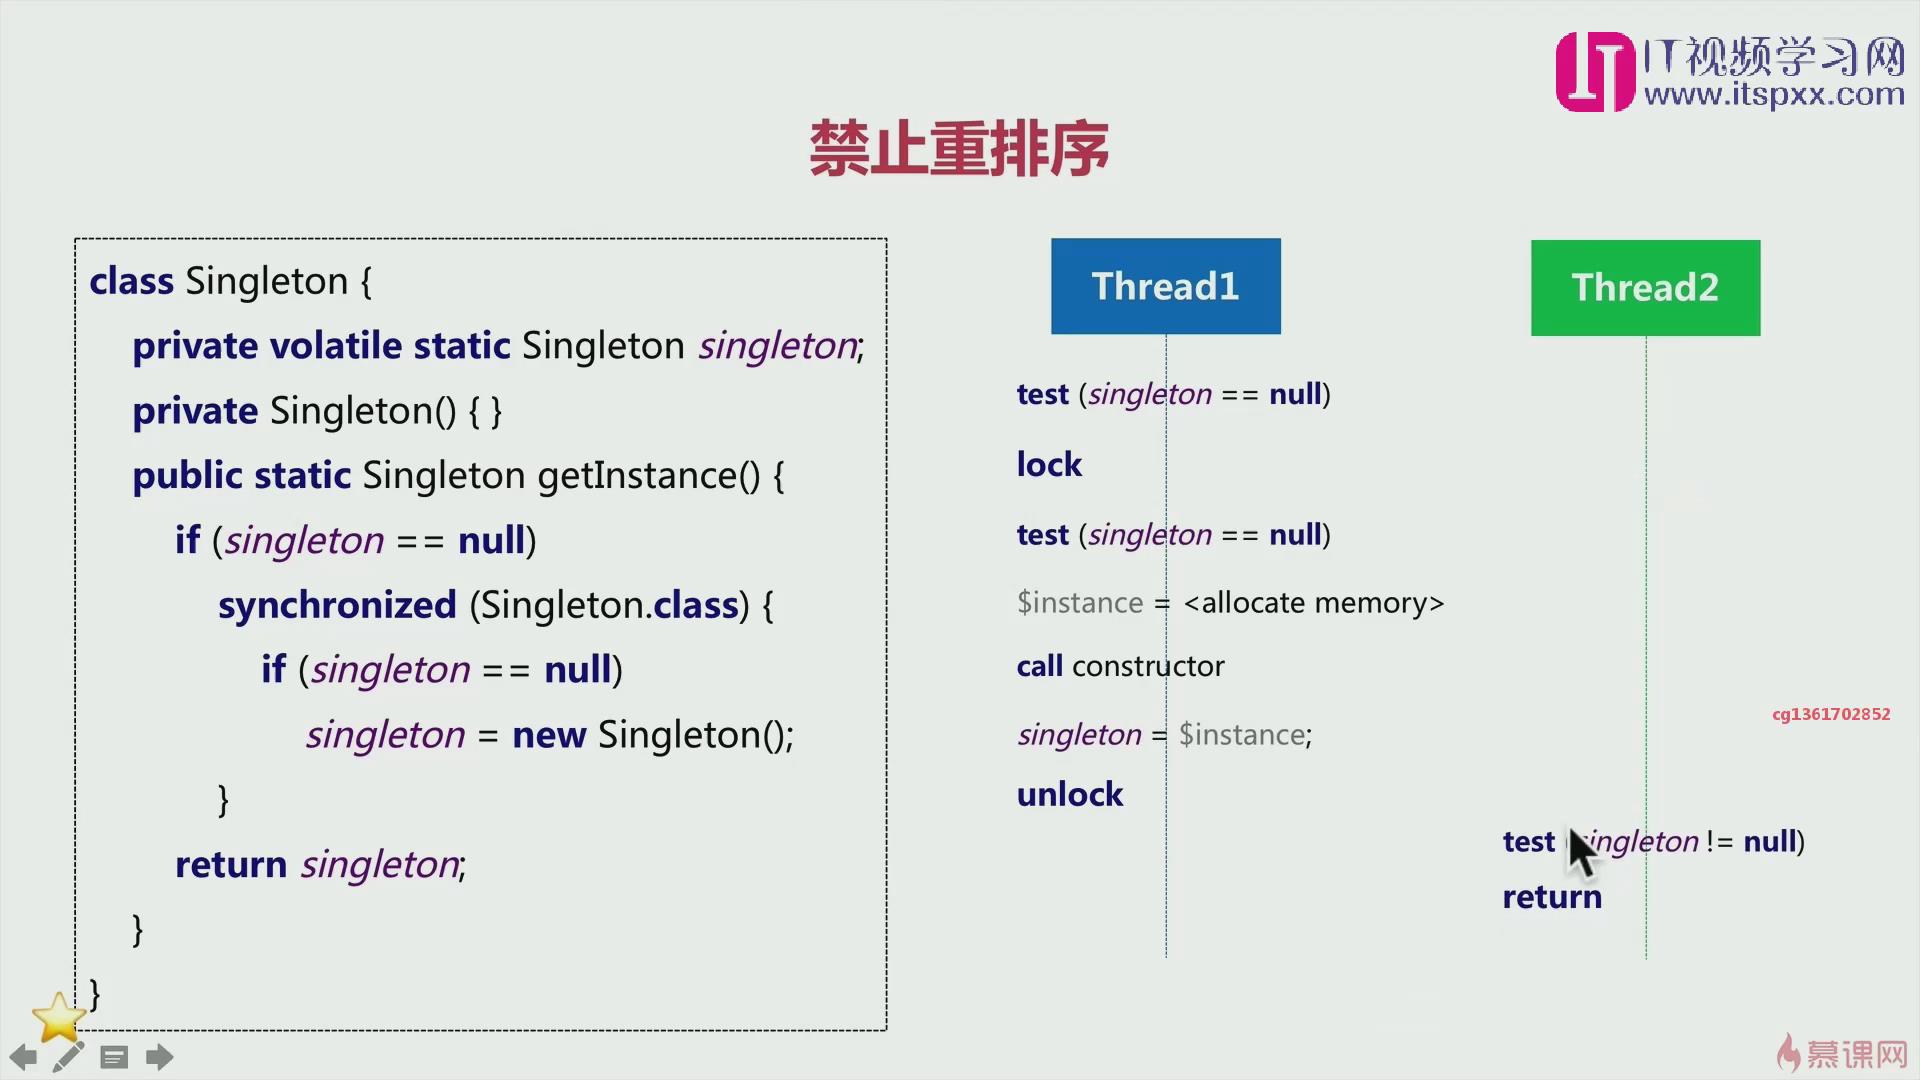 IT视频学习网
www.itspxx.com
禁止重排序
class Singleton {
private volatile static Singleton singleton;
private Singleton() { }
public static Singleton getInstance() {
if (singleton == null)
synchronized (Singleton.class) {
if (singleton == null)
singleton = new Singleton();
}
return singleton;
}
}
Thread1
test (singleton == null)
lock
test (singleton == null)
$instance = <allocate memory>
call constructor
singleton = $instance;
unlock
Thread2
test (singleton != null)
return
cg1361702852
慕课网